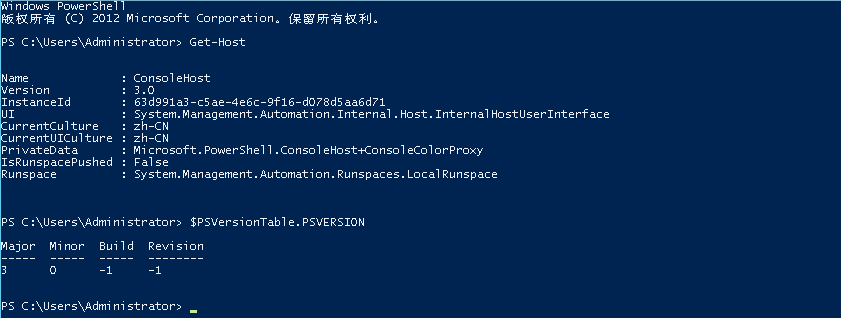 Windows PowerShell
版权所有 (C) 2012 Microsoft Corporation。保留所有权利。
PS C:\Users\Administrator> Get-Host
Name             : ConsoleHost
Version          : 3.0
InstanceId       : 63d991a3-c5ae-4e6c-9f16-d078d5aa6d71
UI               : System.Management.Automation.Internal.Host.InternalHostUserInterface
CurrentCulture   : zh-CN
CurrentUICulture : zh-CN
PrivateData      : Microsoft.PowerShell.ConsoleHost+ConsoleColorProxy
IsRunspacePushed : False
Runspace         : System.Management.Automation.Runspaces.LocalRunspace
PS C:\Users\Administrator> $PSVersionTable.PSVERSION
Major  Minor  Build  Revision
-----  -----  -----  --------
3      0      -1     -1
PS C:\Users\Administrator> _